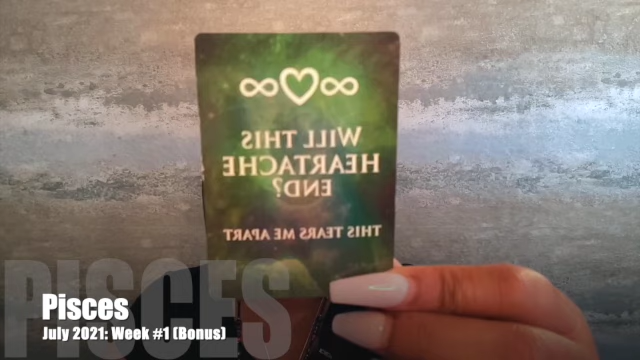 WILL THIS
HEARTACHE
END?
THIS TEARS ME APART
PISCES
Pisces
July 2021: Week #1 (Bonus)